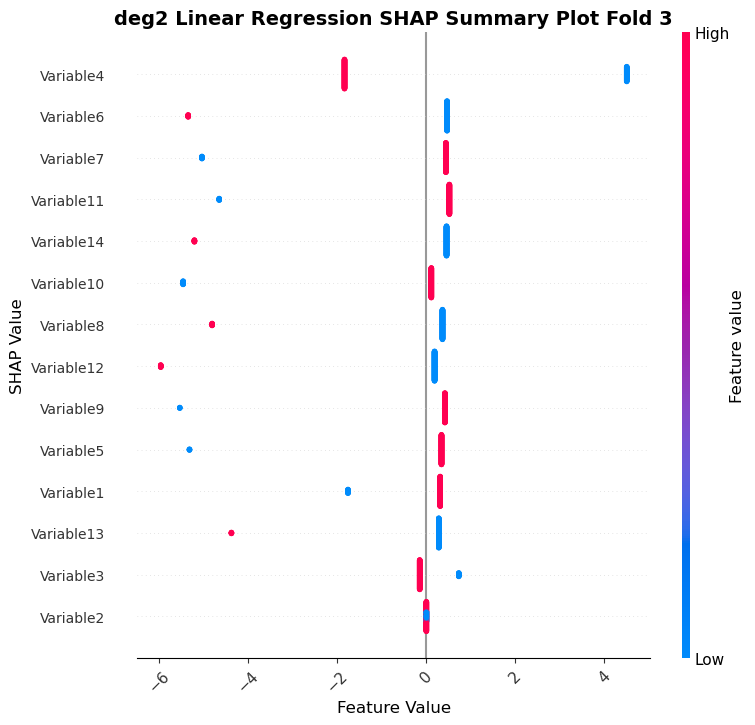 deg2 Linear Regression SHAP Summary Plot Fold 3
High
Variable4
Variable6
Variable7
Variable11
Variable14
Variable10
Variable8
Variable12
Variable9
Variable5
Variable1
Variable13
Variable3
Variable2
SHAP Value
Feature value
Low
−6 −4 −2 0 2 4
Feature Value